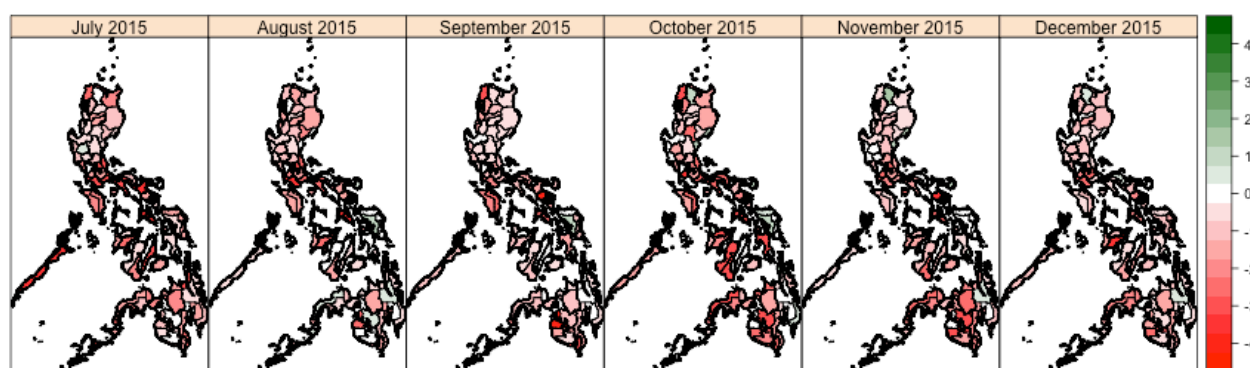 July 2015
August 2015
September 2015
October 2015
November 2015
December 2015
4
3
2
1
0